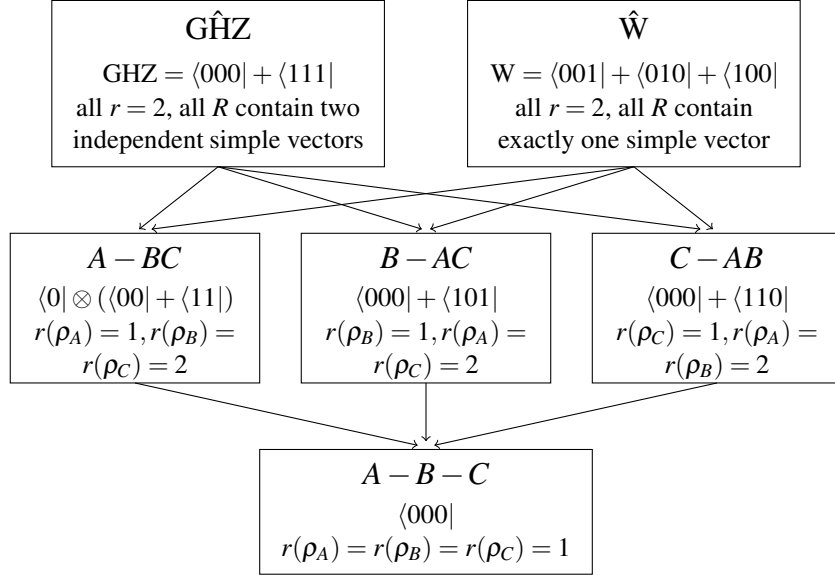 GĤZ
GHZ = ⟨000| + ⟨111|
all r = 2, all R contain two
independent simple vectors
Ŵ
W = ⟨001| + ⟨010| + ⟨100|
all r = 2, all R contain
exactly one simple vector
A − BC
⟨0| ⊗ (⟨00| + ⟨11|)
r(ρ_A) = 1, r(ρ_B) =
r(ρ_C) = 2
B − AC
⟨000| + ⟨101|
r(ρ_B) = 1, r(ρ_A) =
r(ρ_C) = 2
C − AB
⟨000| + ⟨110|
r(ρ_C) = 1, r(ρ_A) =
r(ρ_B) = 2
A − B − C
⟨000|
r(ρ_A) = r(ρ_B) = r(ρ_C) = 1